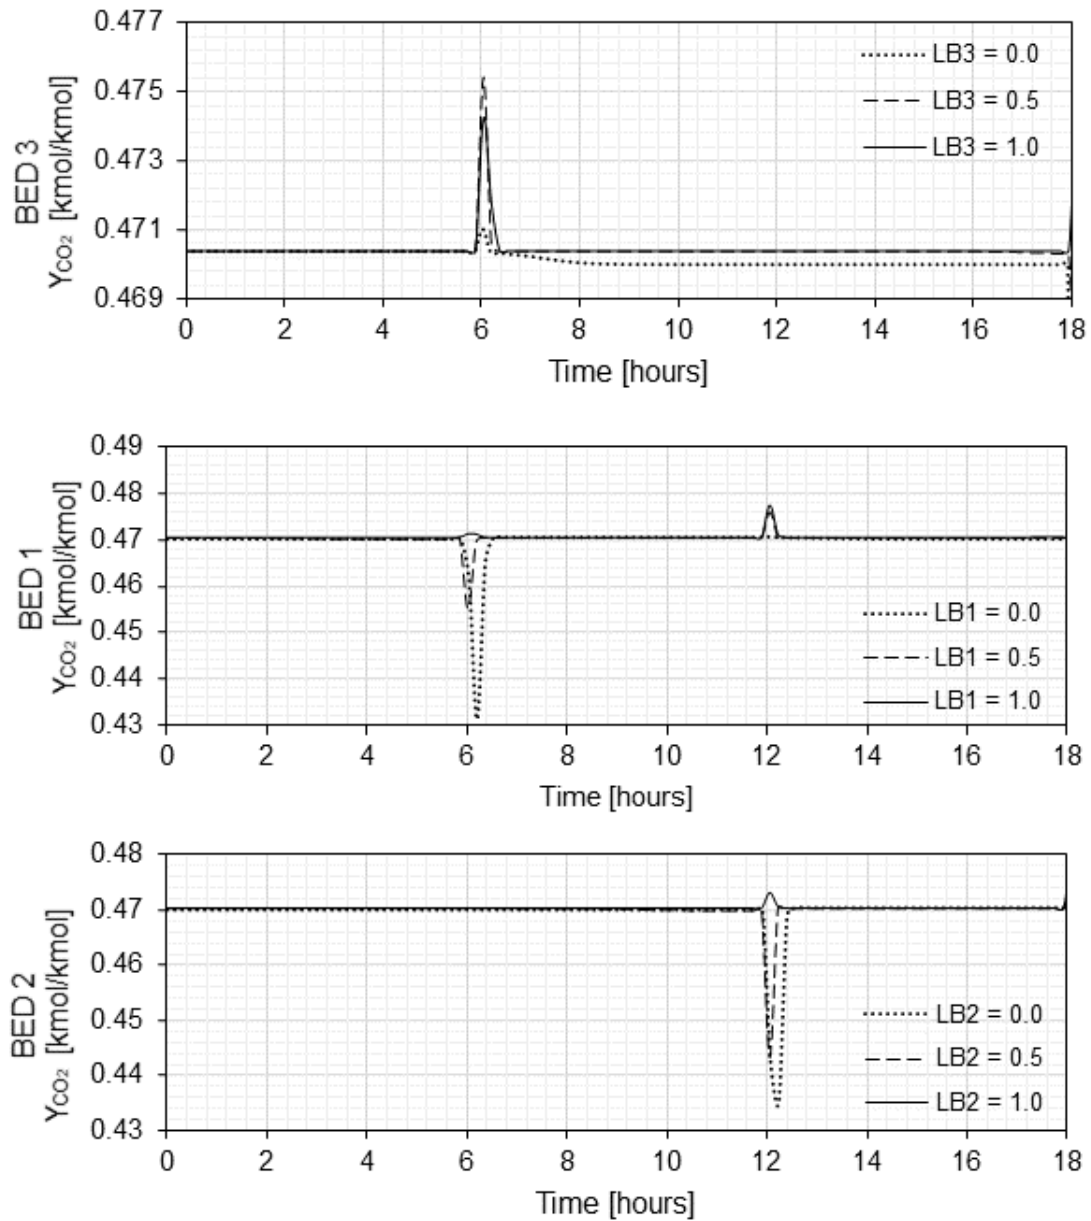 0.477
0.475
0.473
0.471
0.469
BED 3
YCO₂ [kmol/kmol]
LB3 = 0.0
LB3 = 0.5
LB3 = 1.0
0 2 4 6 8 10 12 14 16 18
Time [hours]
0.49
0.48
0.47
0.46
0.45
0.44
0.43
BED 1
YCO₂ [kmol/kmol]
LB1 = 0.0
LB1 = 0.5
LB1 = 1.0
0 2 4 6 8 10 12 14 16 18
Time [hours]
0.48
0.47
0.46
0.45
0.44
0.43
BED 2
YCO₂ [kmol/kmol]
LB2 = 0.0
LB2 = 0.5
LB2 = 1.0
0 2 4 6 8 10 12 14 16 18
Time [hours]